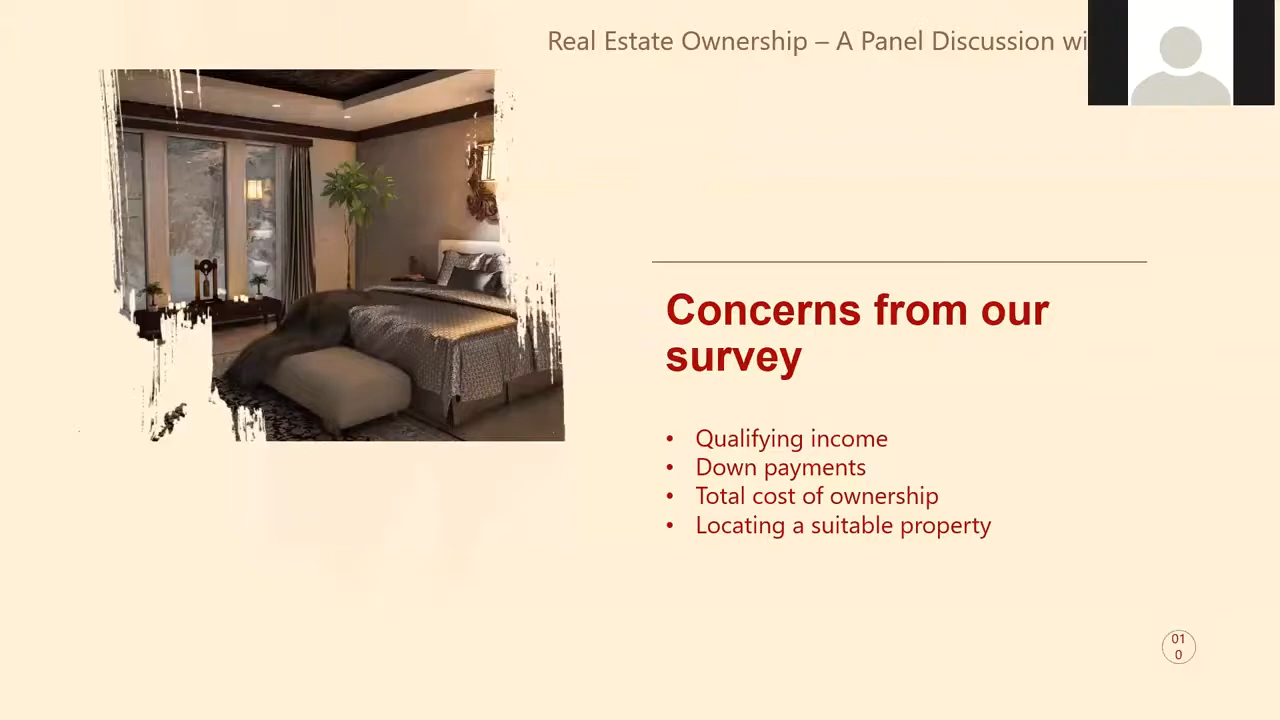 Real Estate Ownership – A Panel Discussion
Concerns from our
survey
• Qualifying income
• Down payments
• Total cost of ownership
• Locating a suitable property
01
0